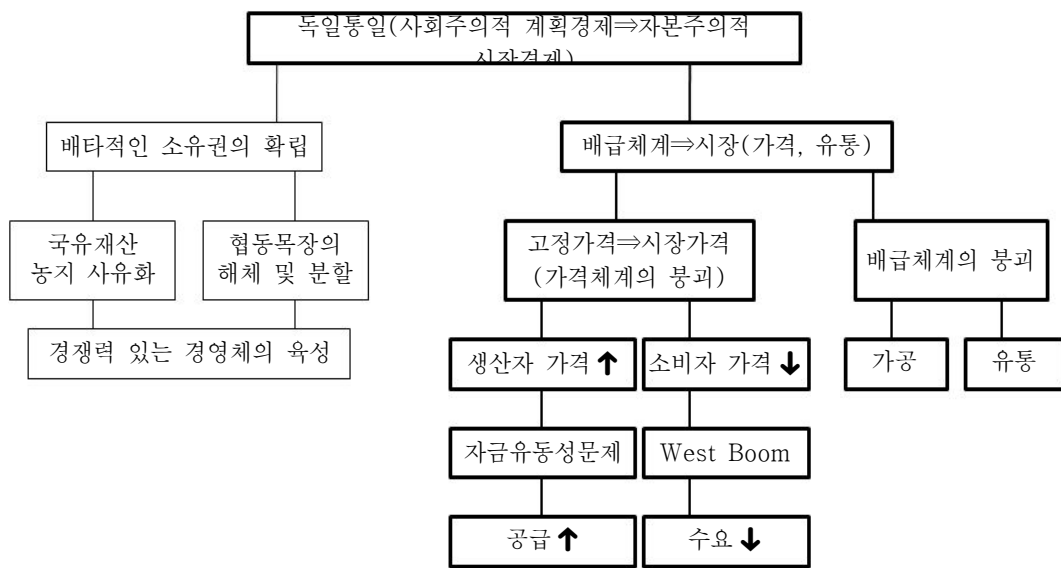 독일통일(사회주의적 계획경제⇒자본주의적
시장경제)
배타적인 소유권의 확립
배급체계⇒시장(가격, 유통)
국유재산
농지 사유화
협동목장의
해체 및 분할
고정가격⇒시장가격
(가격체계의 붕괴)
배급체계의 붕괴
경쟁력 있는 경영체의 육성
생산자 가격↑
소비자 가격↓
가공
유통
자금유동성문제
West Boom
공급↑
수요↓